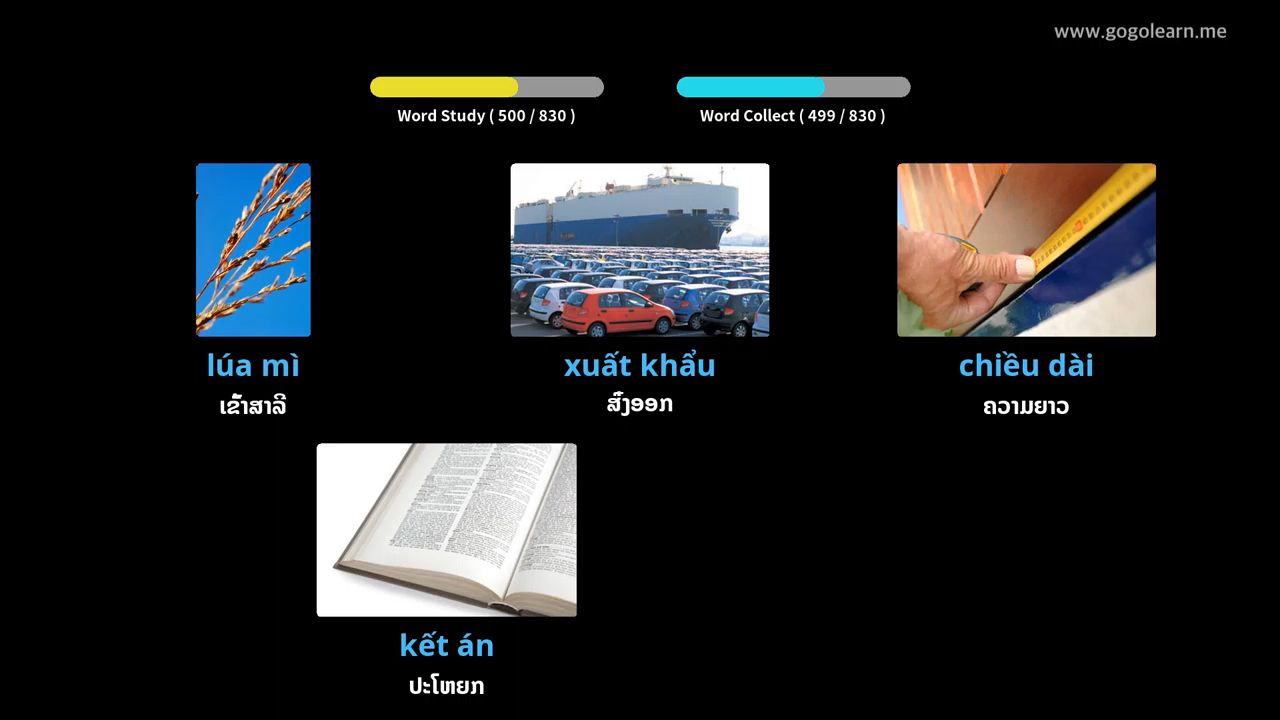 www.gogolearn.me
Word Study ( 500 / 830 )
Word Collect ( 499 / 830 )
lúa mì
ເຂົ້າສາລີ
xuất khẩu
ສົ່ງອອກ
chiều dài
ຄວາມຍາວ
kết án
ປະໂຫຍກ